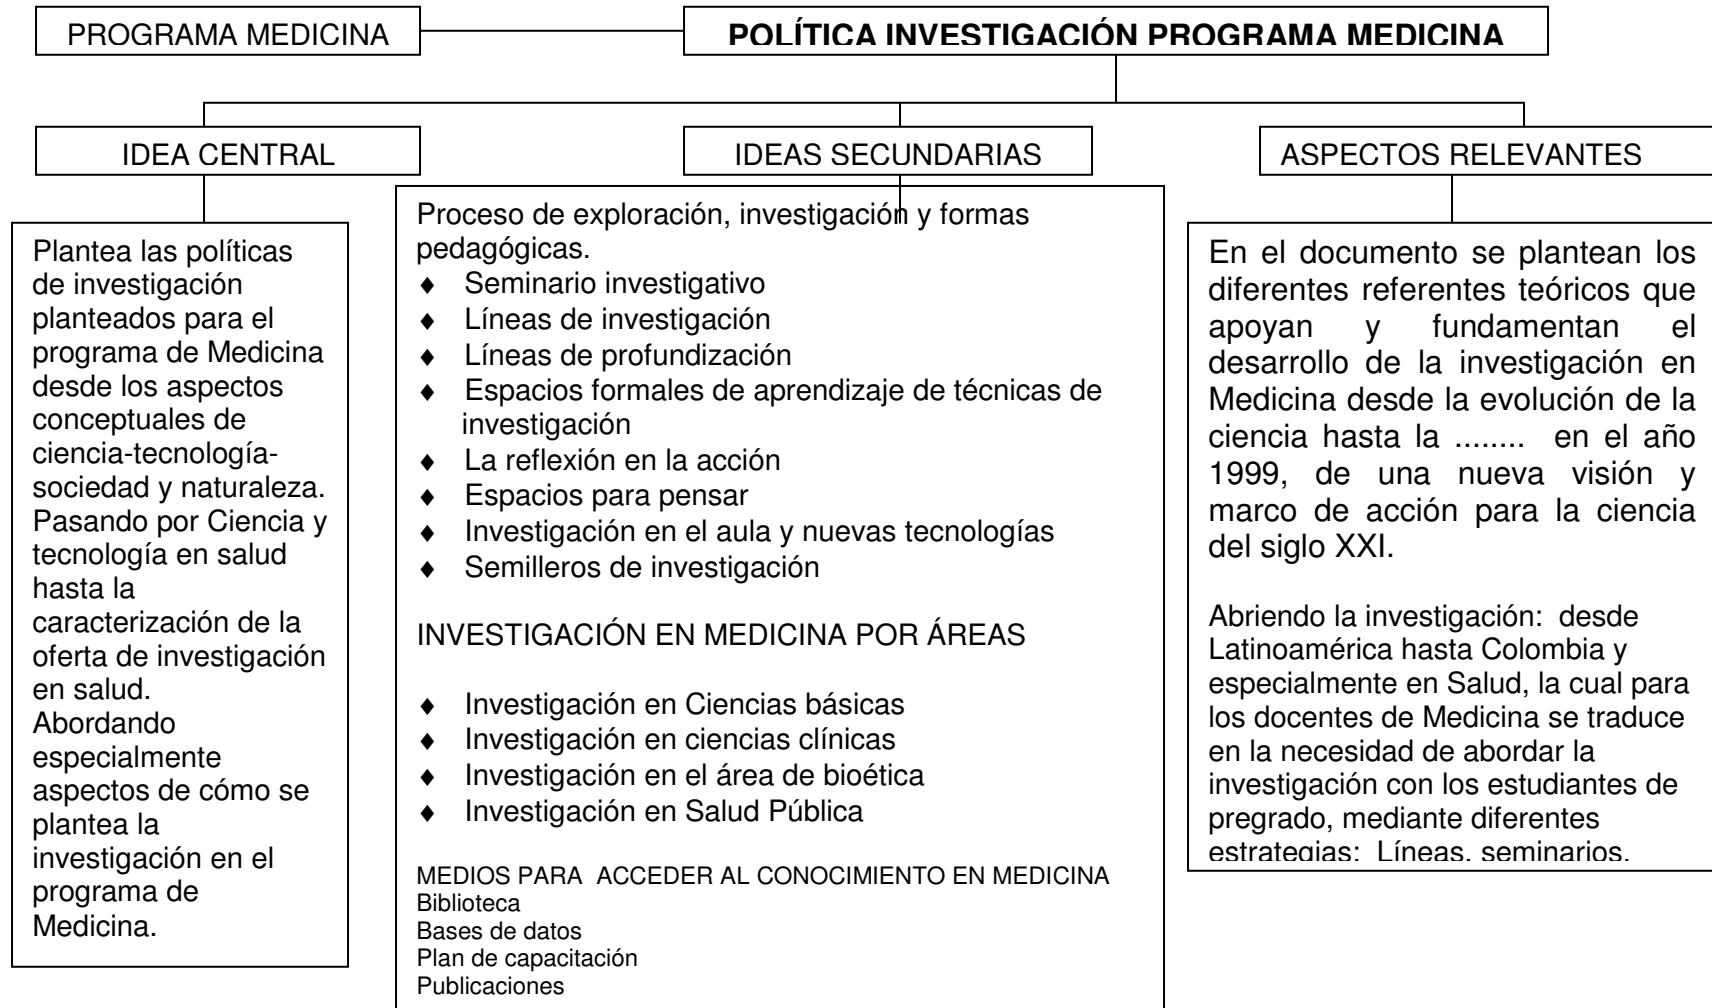 PROGRAMA MEDICINA
POLÍTICA INVESTIGACIÓN PROGRAMA MEDICINA
IDEA CENTRAL
IDEAS SECUNDARIAS
ASPECTOS RELEVANTES
Plantea las políticas
de investigación
planteados para el
programa de Medicina
desde los aspectos
conceptuales de
ciencia-tecnología-
sociedad y naturaleza.
Pasando por Ciencia y
tecnología en salud
hasta la
caracterización de la
oferta de investigación
en salud.
Abordando
especialmente
aspectos de cómo se
plantea la
investigación en el
programa de
Medicina.
Proceso de exploración, investigación y formas
pedagógicas.
♦ Seminario investigativo
♦ Líneas de investigación
♦ Líneas de profundización
♦ Espacios formales de aprendizaje de técnicas de
investigación
♦ La reflexión en la acción
♦ Espacios para pensar
♦ Investigación en el aula y nuevas tecnologías
♦ Semilleros de investigación
INVESTIGACIÓN EN MEDICINA POR ÁREAS
♦ Investigación en Ciencias básicas
♦ Investigación en ciencias clínicas
♦ Investigación en el área de bioética
♦ Investigación en Salud Pública
MEDIOS PARA ACCEDER AL CONOCIMIENTO EN MEDICINA
Biblioteca
Bases de datos
Plan de capacitación
Publicaciones
En el documento se plantean los
diferentes referentes teóricos que
apoyan y fundamentan el
desarrollo de la investigación en
Medicina desde la evolución de la
ciencia hasta la ........ en el año
1999, de una nueva visión y
marco de acción para la ciencia
del siglo XXI.
Abriendo la investigación: desde
Latinoamérica hasta Colombia y
especialmente en Salud, la cual para
los docentes de Medicina se traduce
en la necesidad de abordar la
investigación con los estudiantes de
pregrado, mediante diferentes
estrategias: Líneas, seminarios,